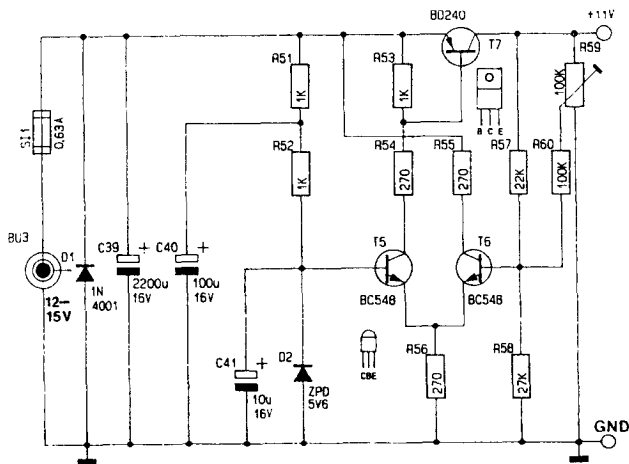 BD240
T7
+11V
R59
100K
R51
1K
R53
1K
B C E
SI1
0,63A
R52
1K
R54
270
R55
270
R57
22K
R60
100K
BU3
12-15V
D1
1N
4001
C39
+
2200u
16V
C40
+
100u
16V
T5
BC548
T6
BC548
C41
+
10u
16V
D2
ZPD
5V6
CBE
R56
270
R58
27K
GND